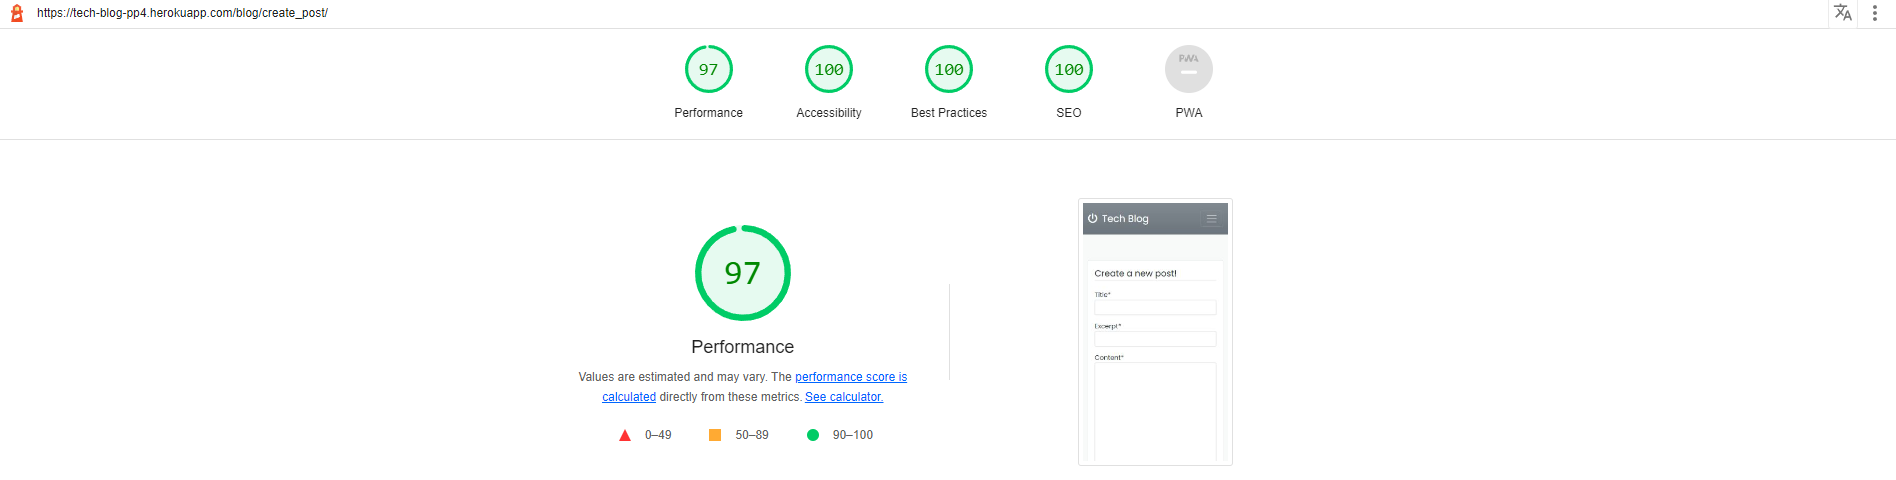 https://tech-blog-pp4.herokuapp.com/blog/create_post/
97
100
100
100
PWA
Performance
Accessibility
Best Practices
SEO
PWA
97
Performance
Values are estimated and may vary. The performance score is
calculated directly from these metrics. See calculator.
0–49
50–89
90–100
Tech Blog
Create a new post!
Title*
Excerpt*
Content*